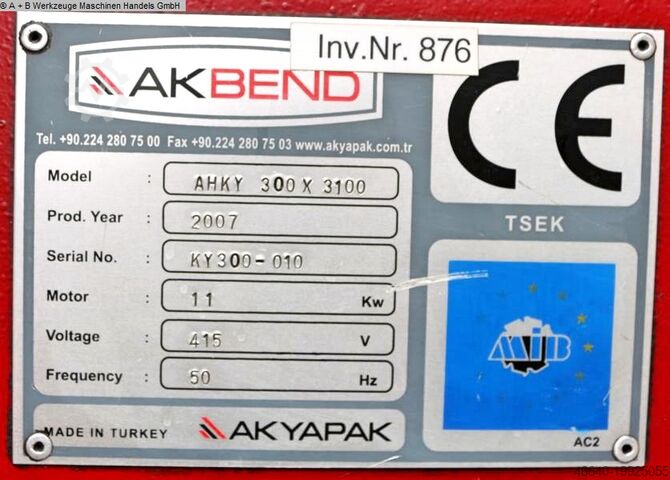 © A + B Werkzeuge Maschinen Handels GmbH
Inv.Nr. 876
AKBEND
Tel. +90.224 280 75 00 Fax +90.224 280 75 03 www.akyapak.com.tr
Model : AHKY 300 X 3100
Prod. Year : 2007
Serial No. : KY300-010
Motor : 11 Kw
Voltage : 415 V
Frequency : 50 Hz
MADE IN TURKEY AKYAPAK
CE
TSEK
MIB
AC2